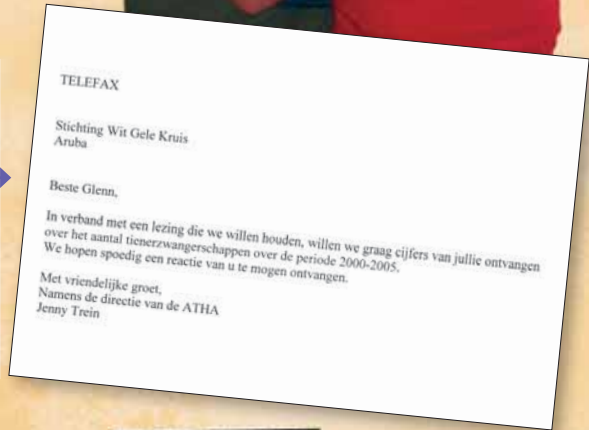 TELEFAX
Stichting Wit Gele Kruis
Aruba
Beste Glenn,
In verband met een lezing die we willen houden, willen we graag cijfers van jullie ontvangen
over het aantal tienerzwangerschappen over de periode 2000-2005.
We hopen spoedig een reactie van u te mogen ontvangen.
Met vriendelijke groet,
Namens de directie van de ATHA
Jenny Trein